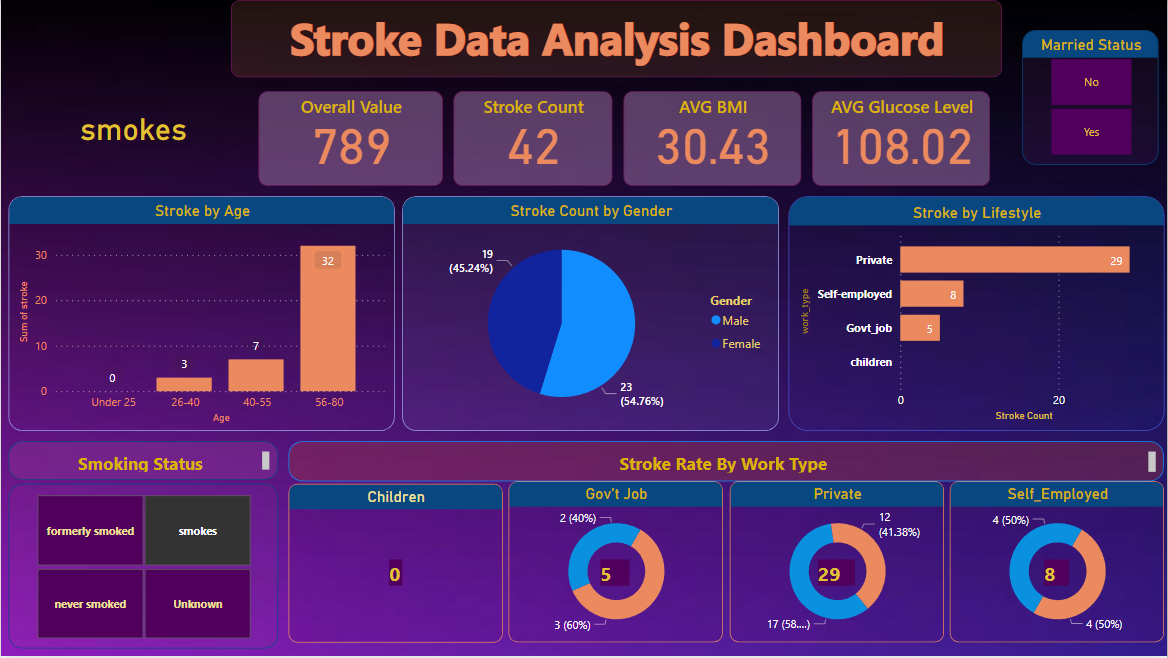 Stroke Data Analysis Dashboard
Married Status
No
Yes
smokes
Overall Value
789
Stroke Count
42
AVG BMI
30.43
AVG Glucose Level
108.02
Stroke by Age
Sum of stroke
30
20
10
0
0
3
7
32
Under 25
26-40
40-55
56-80
Age
Stroke Count by Gender
19
(45.24%)
23
(54.76%)
Gender
Male
Female
Stroke by Lifestyle
work_type
Private
29
Self-employed
8
Govt_job
5
children
0
20
Stroke Count
Smoking Status
formerly smoked
smokes
never smoked
Unknown
Stroke Rate By Work Type
Children
0
Gov't Job
2 (40%)
5
3 (60%)
Private
12
(41.38%)
29
17 (58....)
Self_Employed
4 (50%)
8
4 (50%)